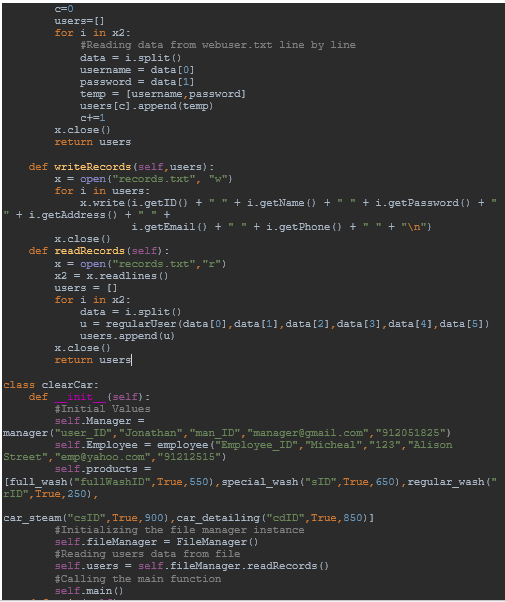 c=0
users=[]
for i in x2:
#Reading data from webuser.txt line by line
data = i.split()
username = data[0]
password = data[1]
temp = [username,password]
users[c].append(temp)
c+=1
x.close()
return users
def writeRecords(self,users):
x = open("records.txt", "w")
for i in users:
x.write(i.getID() + " " + i.getName() + " " + i.getPassword() + "
" + i.getAddress() + " " +
i.getEmail() + " " + i.getPhone() + " " + "\n")
x.close()
def readRecords(self):
x = open("records.txt","r")
x2 = x.readlines()
users = []
for i in x2:
data = i.split()
u = regularUser(data[0],data[1],data[2],data[3],data[4],data[5])
users.append(u)
x.close()
return users
class clearCar:
def __init__(self):
#Initial Values
self.Manager =
manager("user_ID","Jonathan","man_ID","manager@gmail.com","912051825")
self.Employee = employee("Employee_ID","Micheal","123","Alison
Street","emp@yahoo.com","91212515")
self.products =
[full_wash("fullWashID",True,550),special_wash("sID",True,650),regular_wash("
rID",True,250),
car_steam("csID",True,900),car_detailing("cdID",True,850)]
#Initializing the file manager instance
self.fileManager = FileManager()
#Reading users data from file
self.users = self.fileManager.readRecords()
#Calling the main function
self.main()